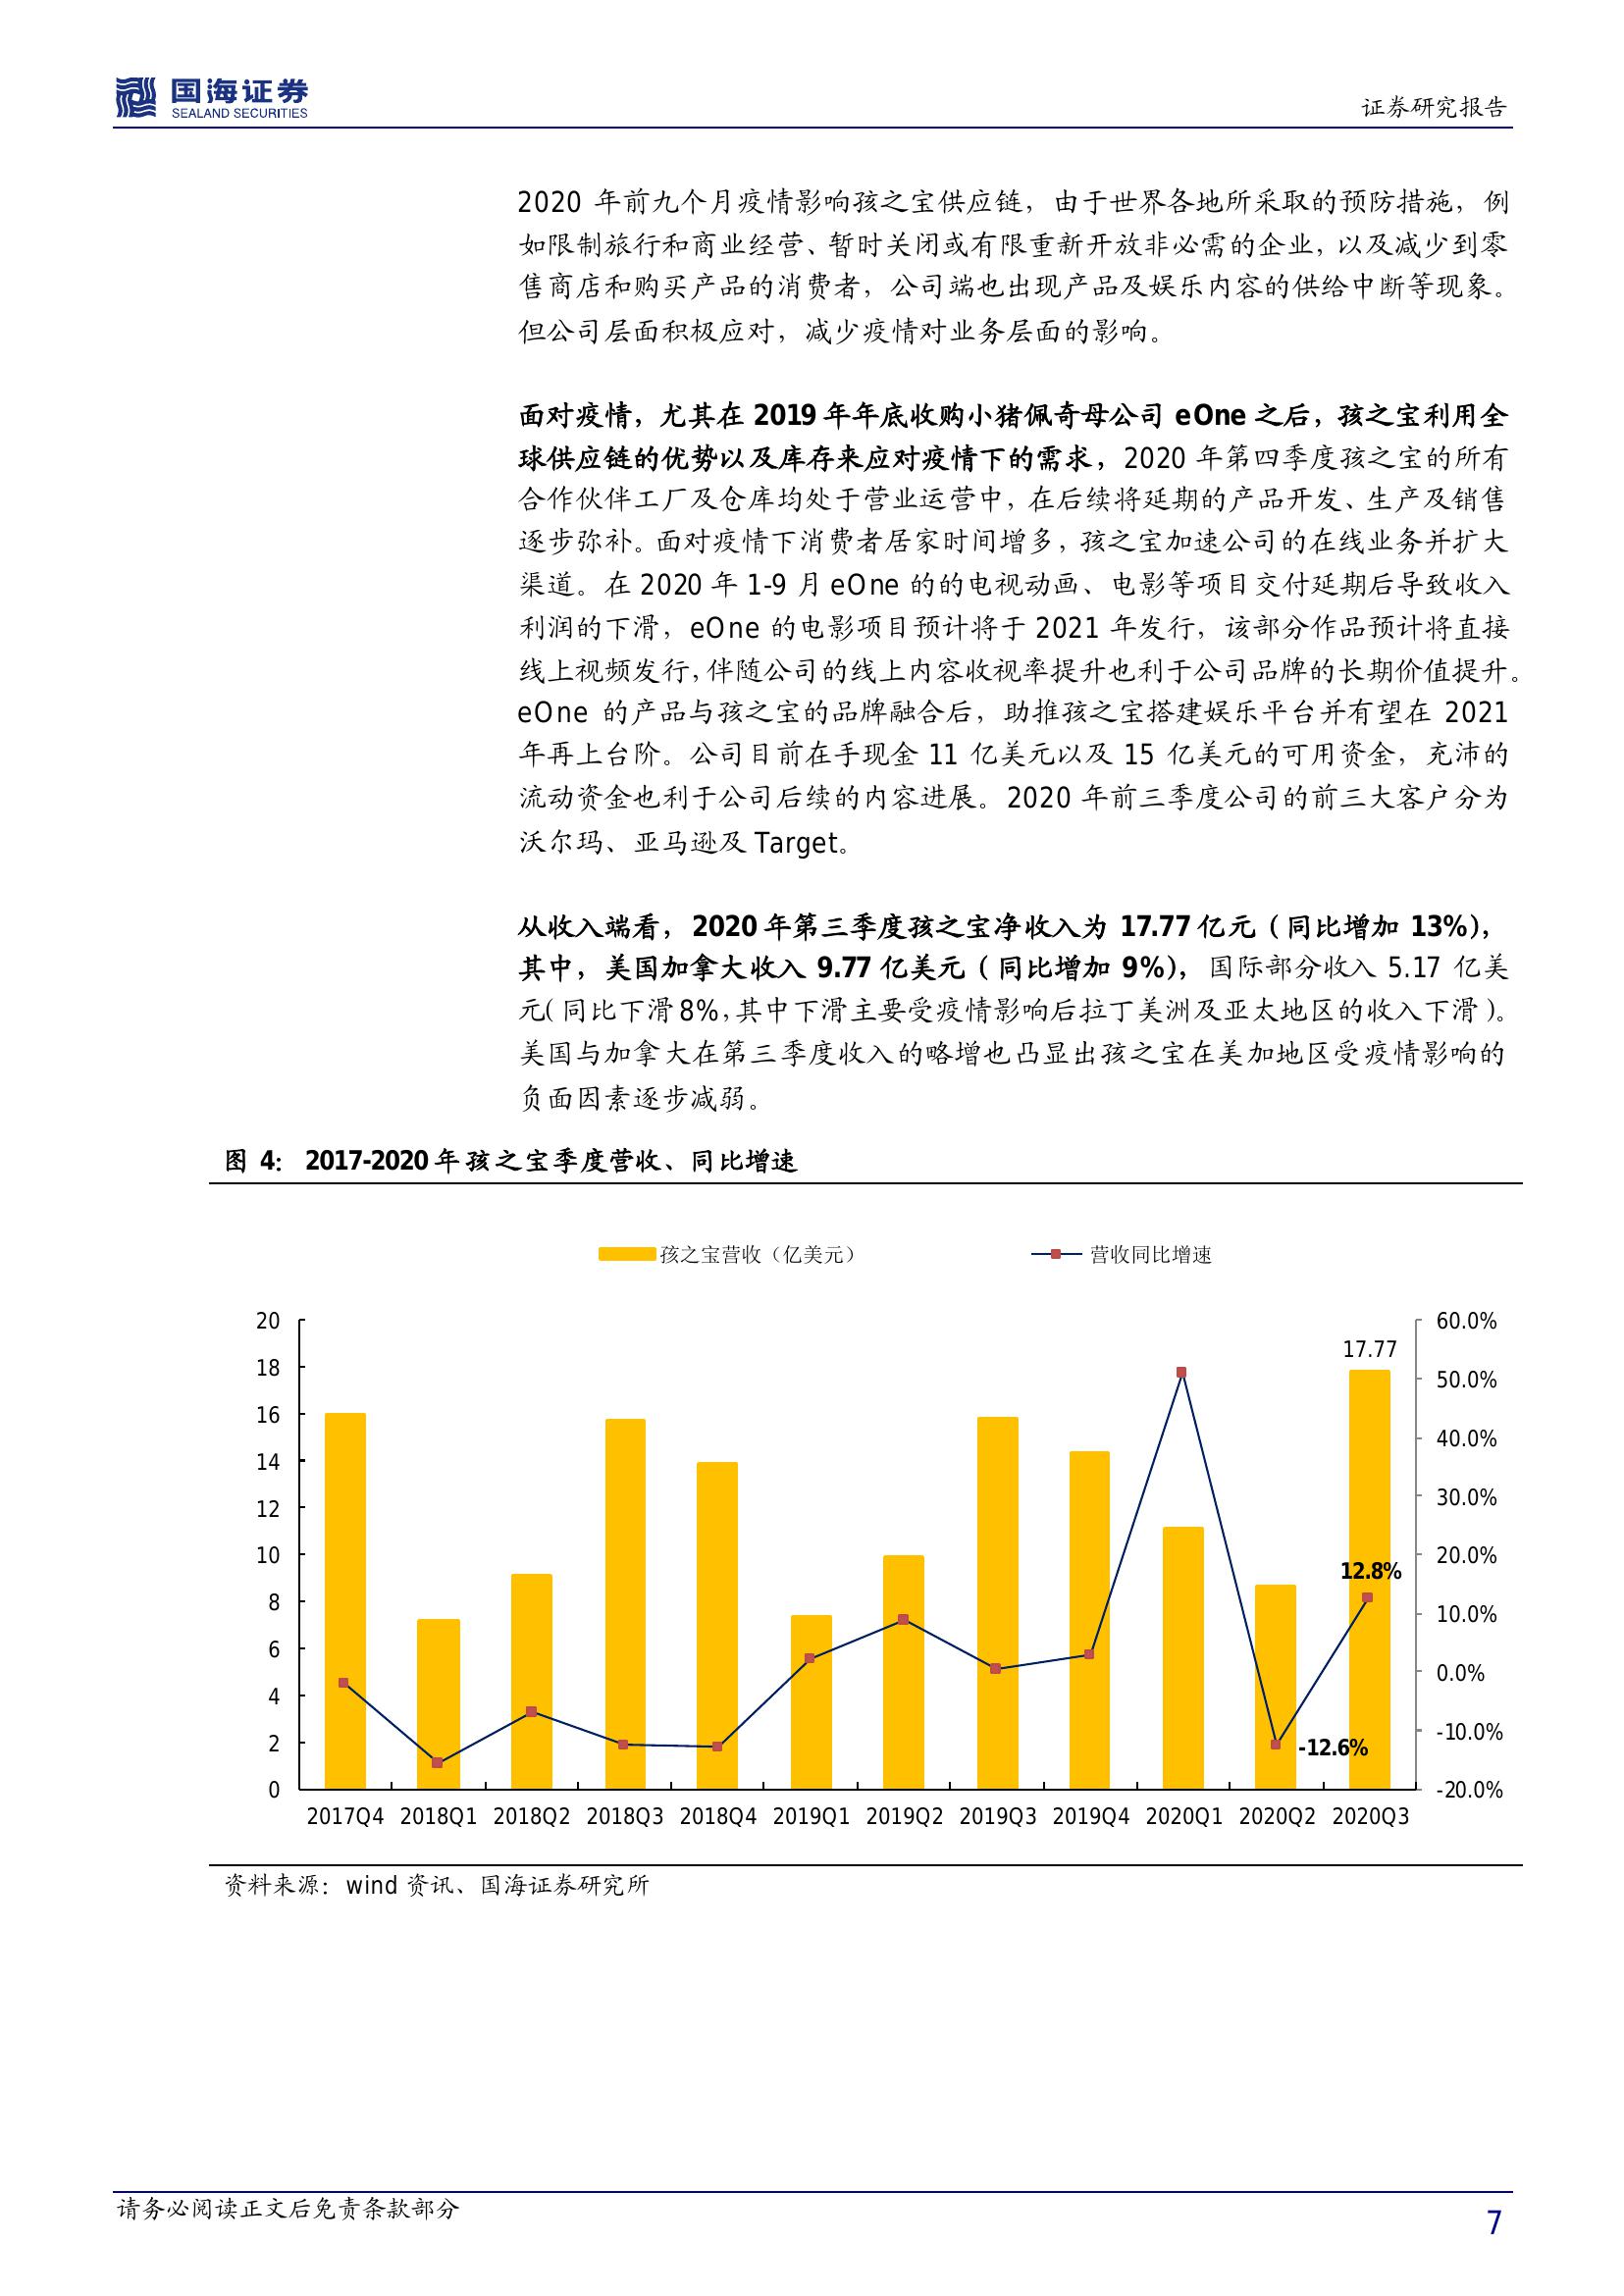 国海证券
SEALAND SECURITIES
证券研究报告
2020 年前九个月疫情影响孩之宝供应链，由于世界各地所采取的预防措施，例
如限制旅行和商业经营、暂时关闭或有限重新开放非必需的企业，以及减少到零
售商店和购买产品的消费者，公司端也出现产品及娱乐内容的供给中断等现象。
但公司层面积极应对，减少疫情对业务层面的影响。
面对疫情，尤其在 2019 年年底收购小猪佩奇母公司 eOne 之后，孩之宝利用全
球供应链的优势以及库存来应对疫情下的需求，2020 年第四季度孩之宝的所有
合作伙伴工厂及仓库均处于营业运营中，在后续将延期的产品开发、生产及销售
逐步弥补。面对疫情下消费者居家时间增多，孩之宝加速公司的在线业务并扩大
渠道。在 2020 年 1-9 月 eOne 的的电视动画、电影等项目交付延期后导致收入
利润的下滑，eOne 的电影项目预计将于 2021 年发行，该部分作品预计将直接
线上视频发行，伴随公司的线上内容收视率提升也利于公司品牌的长期价值提升。
eOne 的产品与孩之宝的品牌融合后，助推孩之宝搭建娱乐平台并有望在 2021
年再上台阶。公司目前在手现金 11 亿美元以及 15 亿美元的可用资金，充沛的
流动资金也利于公司后续的内容进展。2020 年前三季度公司的前三大客户分为
沃尔玛、亚马逊及 Target。
从收入端看，2020 年第三季度孩之宝净收入为 17.77 亿元（同比增加 13%），
其中，美国加拿大收入 9.77 亿美元（同比增加 9%），国际部分收入 5.17 亿美
元（同比下滑 8%，其中下滑主要受疫情影响后拉丁美洲及亚太地区的收入下滑）。
美国与加拿大在第三季度收入的略增也凸显出孩之宝在美加地区受疫情影响的
负面因素逐步减弱。
图 4： 2017-2020 年孩之宝季度营收、同比增速
孩之宝营收（亿美元） 营收同比增速
20 60.0%
17.77
18 50.0%
16 40.0%
14
12 30.0%
10 20.0%
12.8%
8 10.0%
6
4 0.0%
2 -10.0%
-12.6%
0 -20.0%
2017Q4 2018Q1 2018Q2 2018Q3 2018Q4 2019Q1 2019Q2 2019Q3 2019Q4 2020Q1 2020Q2 2020Q3
资料来源：wind 资讯、国海证券研究所
请务必阅读正文后免责条款部分
7